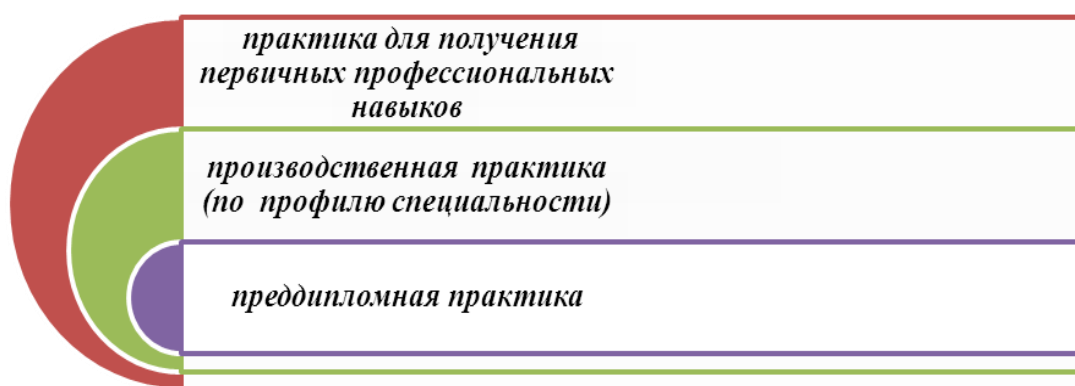 практика для получения
первичных профессиональных
навыков
производственная практика
(по профилю специальности)
преддипломная практика